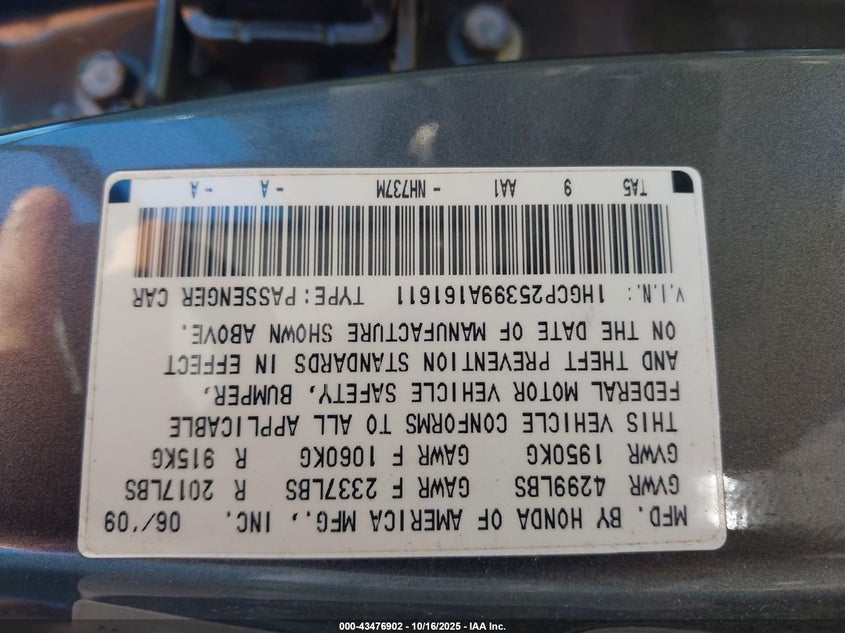 MFD. BY HONDA OF AMERICA MFG., INC. 06/'09
GVWR 4299LBS GAWR F 2337LBS R 2017LBS
GVWR 1950KG GAWR F 1060KG R 915KG
THIS VEHICLE CONFORMS TO ALL APPLICABLE
FEDERAL MOTOR VEHICLE SAFETY, BUMPER,
AND THEFT PREVENTION STANDARDS IN EFFECT
ON THE DATE OF MANUFACTURE SHOWN ABOVE.
V.I.N.: 1HGCP25399A161611 TYPE:PASSENGER CAR
TA5 9 AA1 - NH737M - A - A
000-43476902 - 10/16/2025 - IAA Inc.